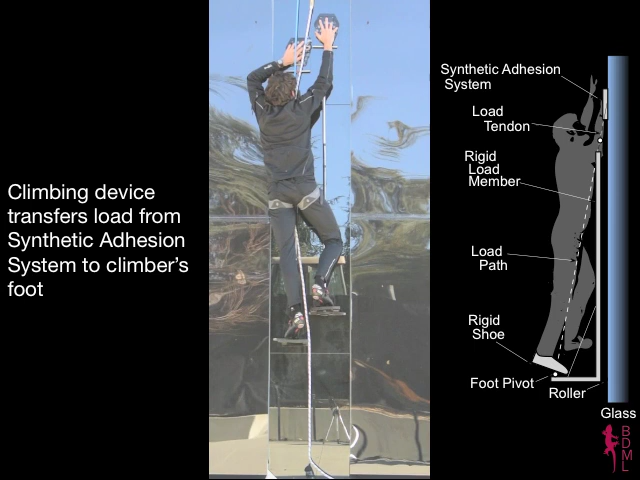 Climbing device
transfers load from
Synthetic Adhesion
System to climber's
foot
Synthetic Adhesion
System
Load
Tendon
Rigid
Load
Member
Load
Path
Rigid
Shoe
Foot Pivot
Roller
Glass
B
D
M
L